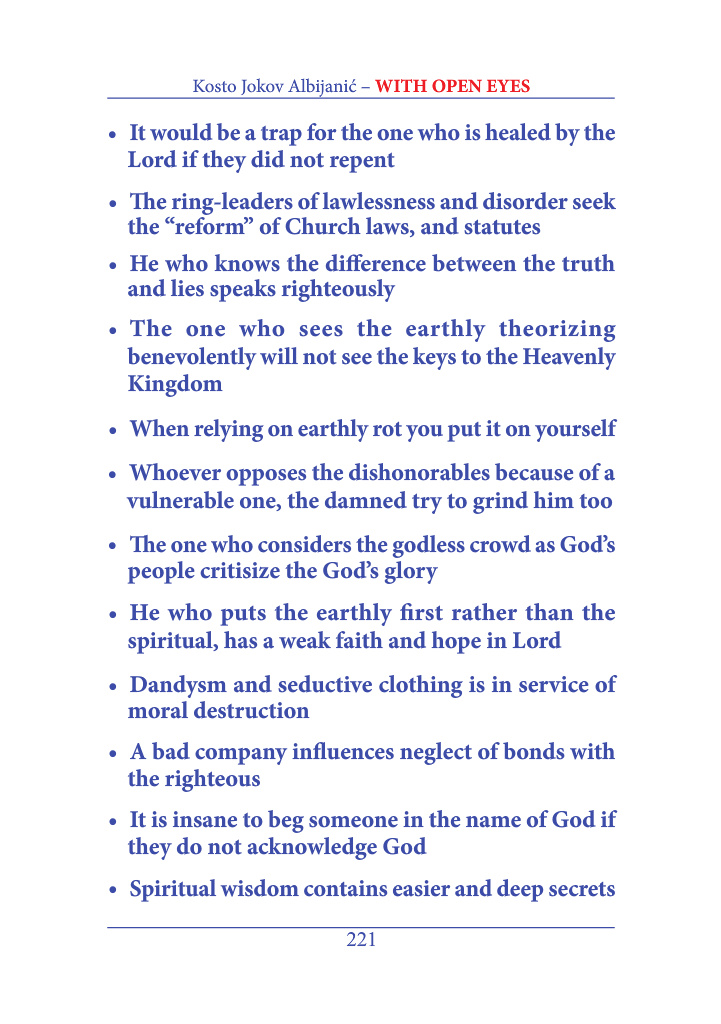 Kosto Jokov Albijanić – WITH OPEN EYES
• It would be a trap for the one who is healed by the
Lord if they did not repent
• The ring-leaders of lawlessness and disorder seek
the “reform” of Church laws, and statutes
• He who knows the difference between the truth
and lies speaks righteously
• The one who sees the earthly theorizing
benevolently will not see the keys to the Heavenly
Kingdom
• When relying on earthly rot you put it on yourself
• Whoever opposes the dishonorables because of a
vulnerable one, the damned try to grind him too
• The one who considers the godless crowd as God’s
people critisize the God’s glory
• He who puts the earthly first rather than the
spiritual, has a weak faith and hope in Lord
• Dandysm and seductive clothing is in service of
moral destruction
• A bad company influences neglect of bonds with
the righteous
• It is insane to beg someone in the name of God if
they do not acknowledge God
• Spiritual wisdom contains easier and deep secrets
221